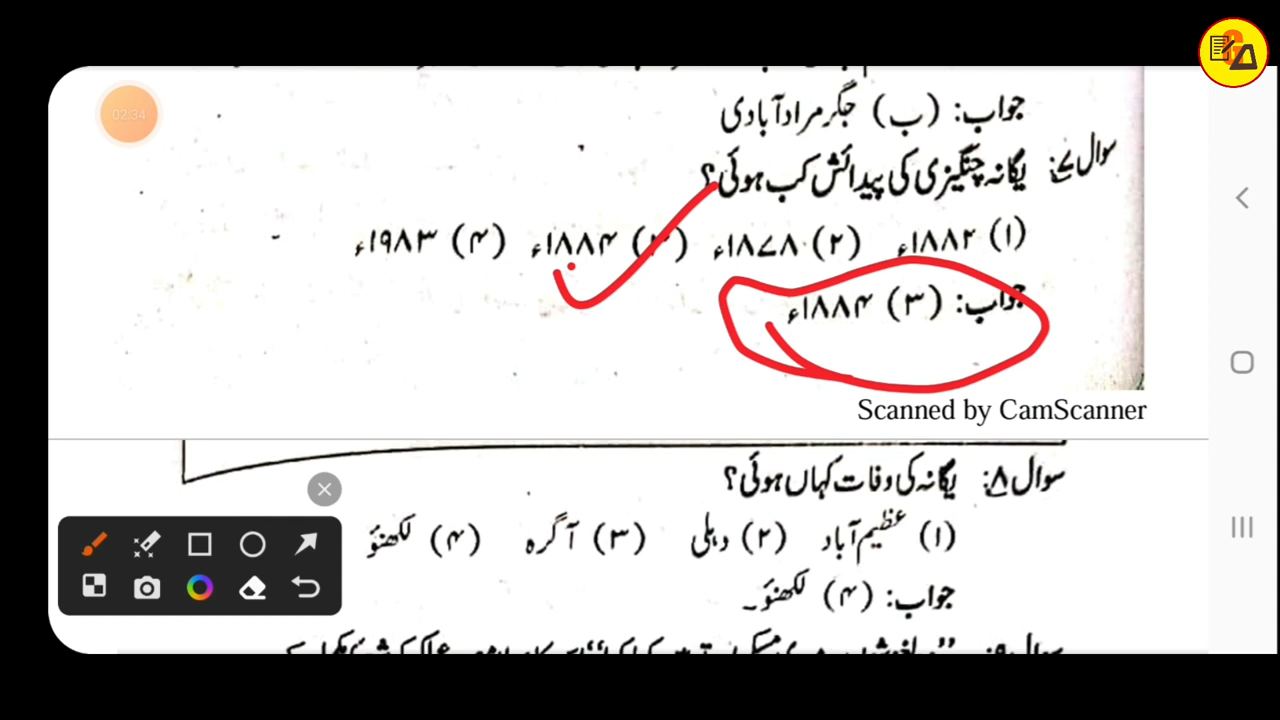 جواب: (ب) جگر مرادآبادی
سوال ۷: یگانہ چنگیزی کی پیدائش کب ہوئی؟
(۱) ۱۸۸۲ء (۲) ۱۸۷۸ء (۳) ۱۸۸۴ء (۴) ۱۹۸۳ء
جواب: (۳) ۱۸۸۴ء
Scanned by CamScanner
سوال ۸: یگانہ کی وفات کہاں ہوئی؟
(۱) عظیم آباد (۲) دہلی (۳) آگرہ (۴) لکھنؤ
جواب: (۴) لکھنؤ۔
02:34